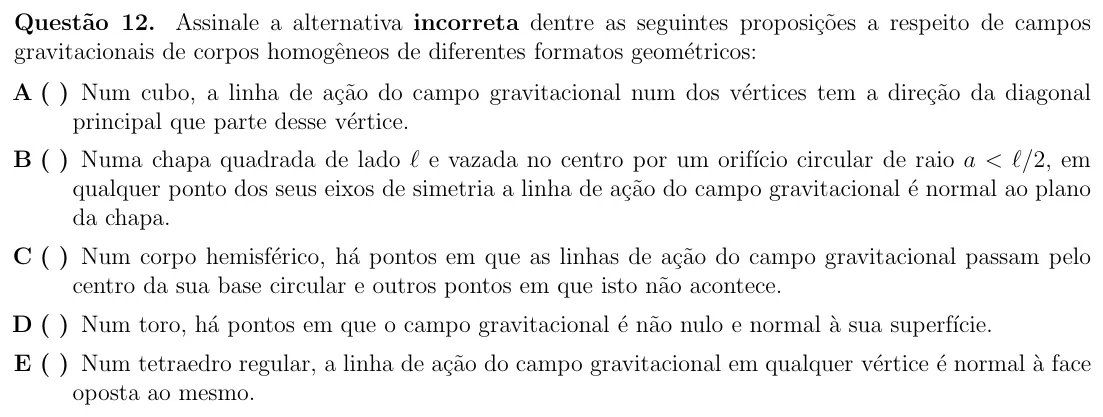 Questão 12. Assinale a alternativa incorreta dentre as seguintes proposições a respeito de campos
gravitacionais de corpos homogêneos de diferentes formatos geométricos:
A ( ) Num cubo, a linha de ação do campo gravitacional num dos vértices tem a direção da diagonal
principal que parte desse vértice.
B ( ) Numa chapa quadrada de lado ℓ e vazada no centro por um orifício circular de raio a < ℓ/2, em
qualquer ponto dos seus eixos de simetria a linha de ação do campo gravitacional é normal ao plano
da chapa.
C ( ) Num corpo hemisférico, há pontos em que as linhas de ação do campo gravitacional passam pelo
centro da sua base circular e outros pontos em que isto não acontece.
D ( ) Num toro, há pontos em que o campo gravitacional é não nulo e normal à sua superfície.
E ( ) Num tetraedro regular, a linha de ação do campo gravitacional em qualquer vértice é normal à face
oposta ao mesmo.